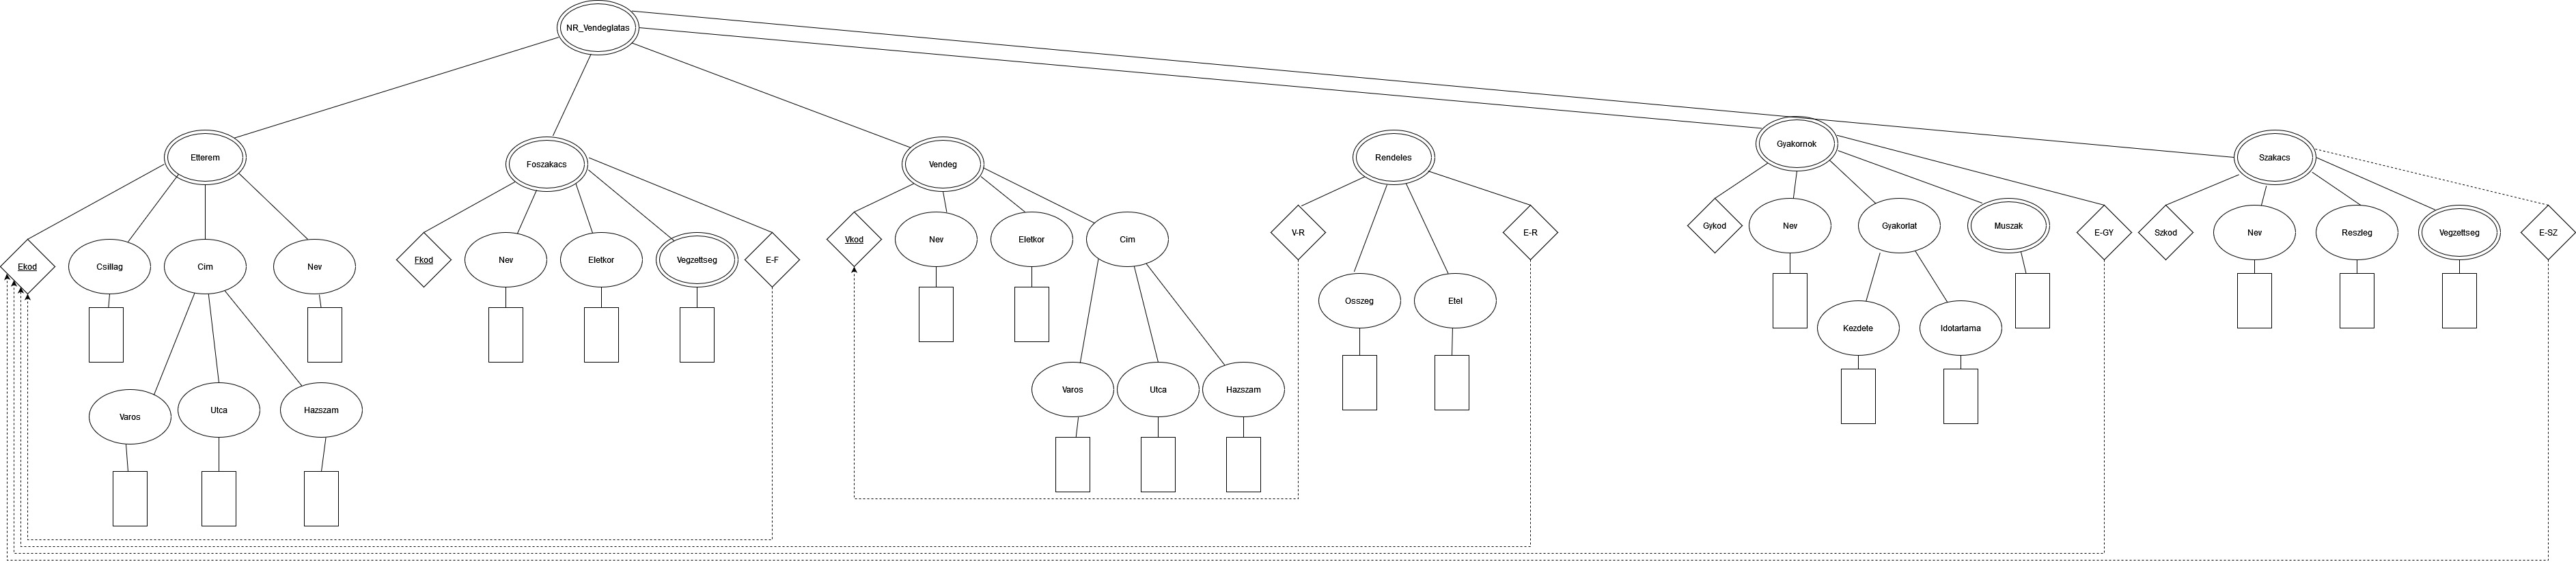 NR_Vendeglatas
Etterem
Foszakacs
Vendeg
Rendeles
Gyakornok
Szakacs
Ekod
Csillag
Cim
Nev
Fkod
Nev
Eletkor
Vegzettseg
E-F
Vkod
Nev
Eletkor
Cim
V-R
E-R
Gykod
Nev
Gyakorlat
Muszak
E-GY
Szkod
Nev
Reszleg
Vegzettseg
E-SZ
Osszeg
Etel
Kezdete
Idotartama
Varos
Utca
Hazszam
Varos
Utca
Hazszam